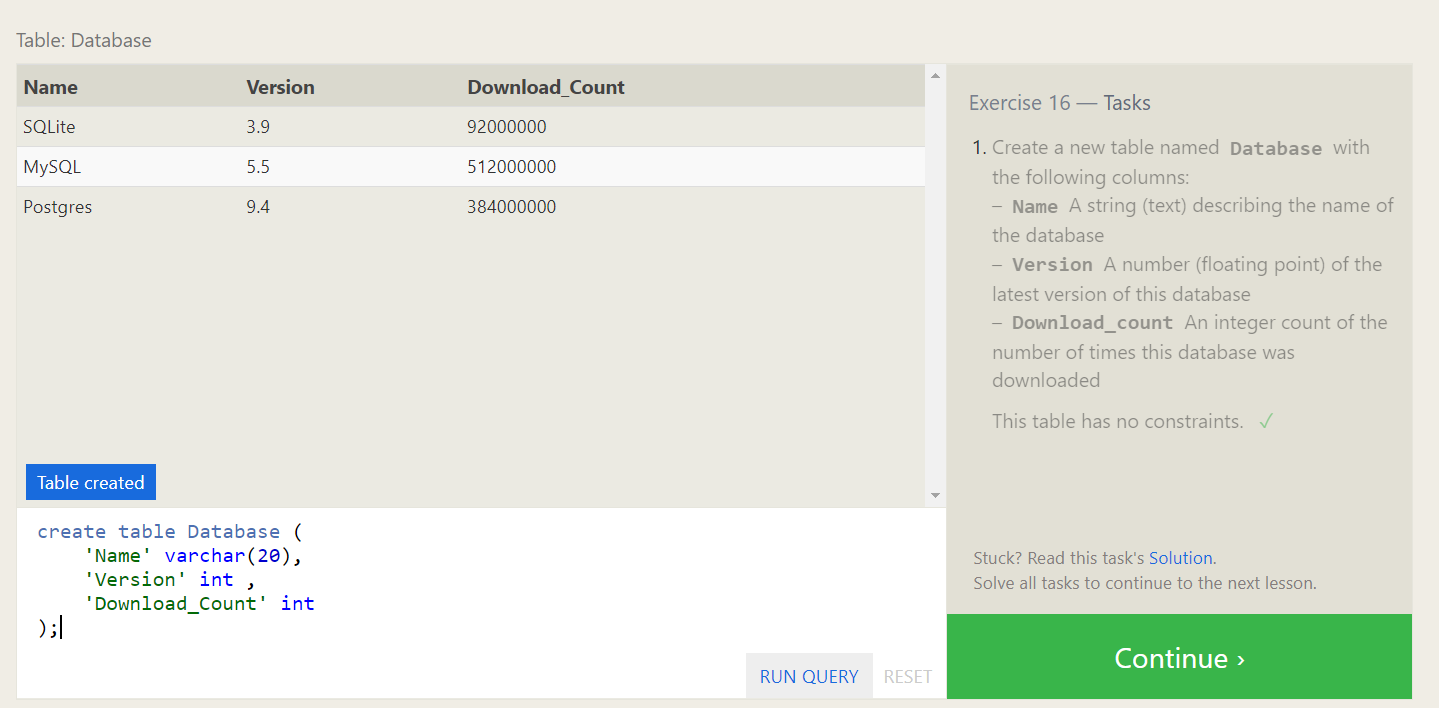 Table: Database
Name Version Download_Count
SQLite 3.9 92000000
MySQL 5.5 512000000
Postgres 9.4 384000000
Table created
create table Database (
    'Name' varchar(20),
    'Version' int ,
    'Download_Count' int
);
RUN QUERY RESET
Exercise 16 — Tasks
1. Create a new table named Database with
the following columns:
– Name A string (text) describing the name of
the database
– Version A number (floating point) of the
latest version of this database
– Download_count An integer count of the
number of times this database was
downloaded
This table has no constraints. ✓
Stuck? Read this task's Solution.
Solve all tasks to continue to the next lesson.
Continue ›